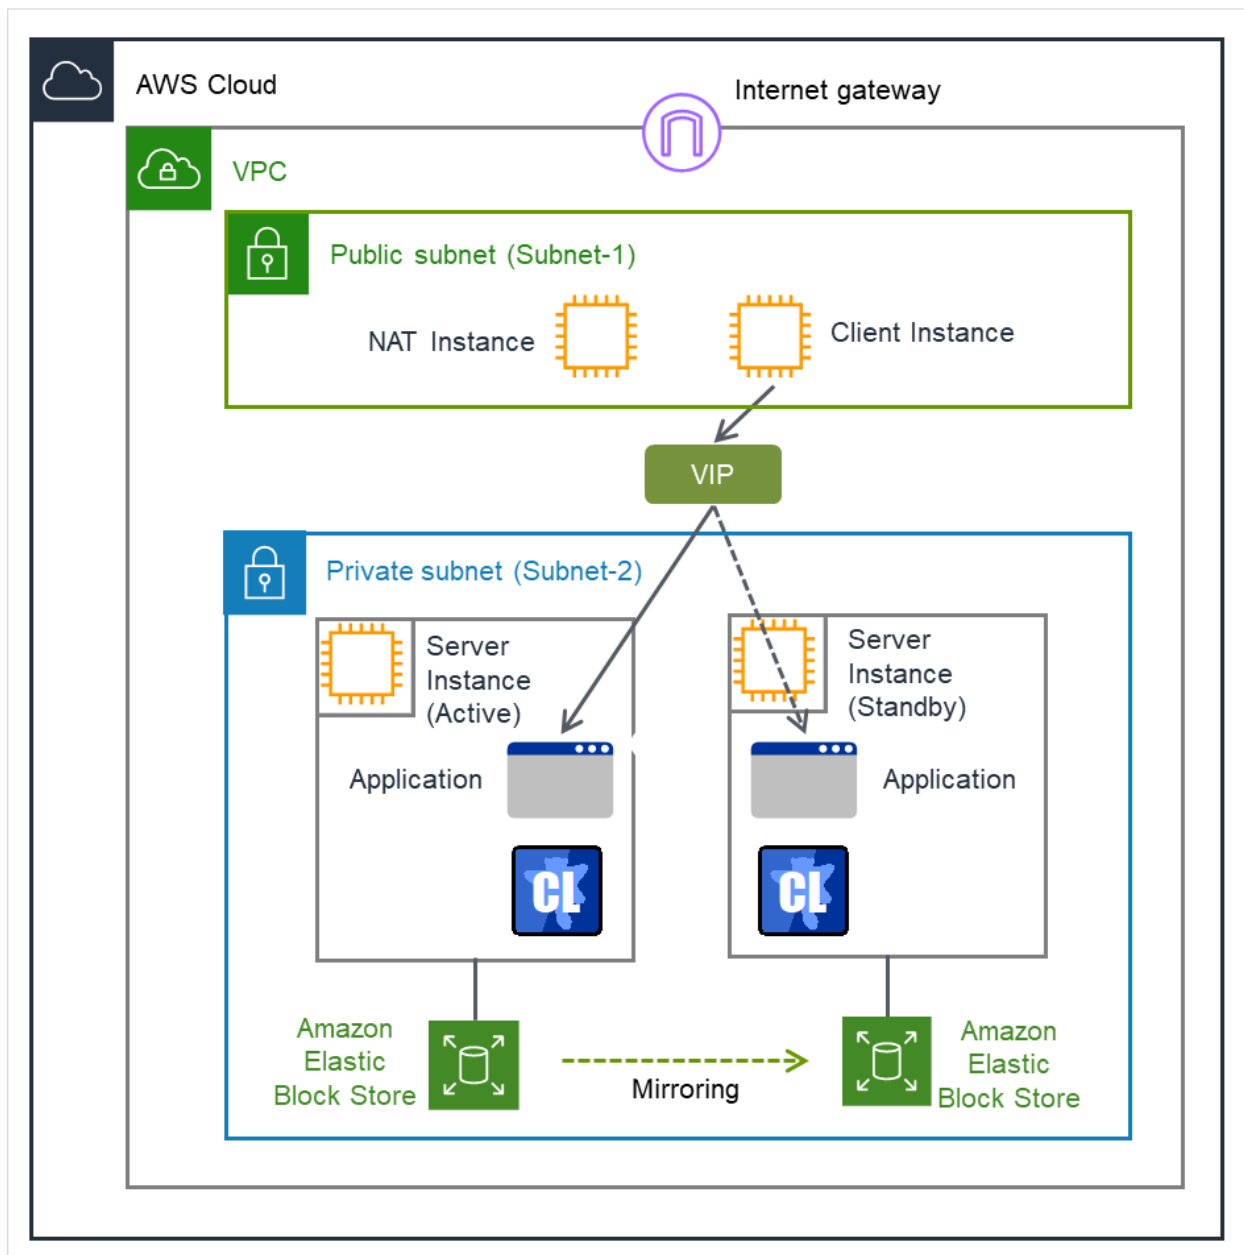 AWS Cloud
Internet gateway
VPC
Public subnet (Subnet-1)
NAT Instance
Client Instance
VIP
Private subnet (Subnet-2)
Server
Instance
(Active)
Server
Instance
(Standby)
Application
Application
CL
CL
Amazon
Elastic
Block Store
Mirroring
Amazon
Elastic
Block Store